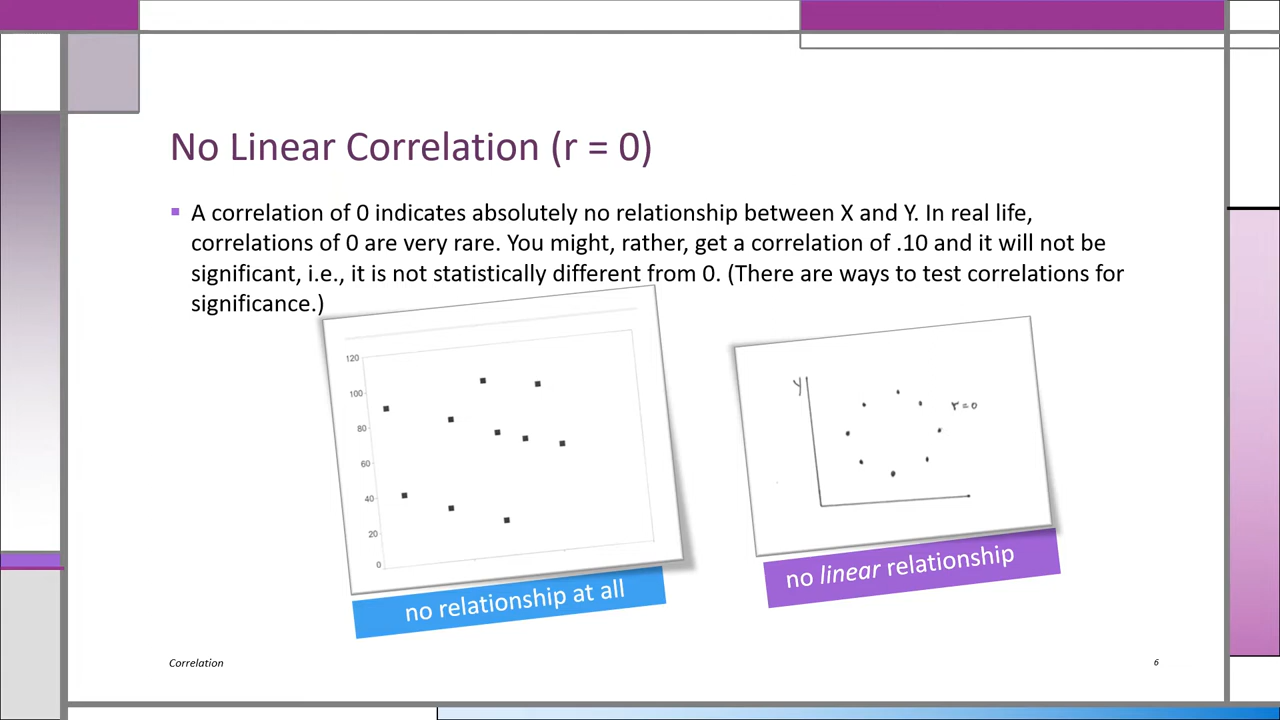 No Linear Correlation (r = 0)
A correlation of 0 indicates absolutely no relationship between X and Y. In real life,
correlations of 0 are very rare. You might, rather, get a correlation of .10 and it will not be
significant, i.e., it is not statistically different from 0. (There are ways to test correlations for
significance.)
120
100
80
60
40
20
0
y
r=0
no relationship at all
no linear relationship
Correlation
6